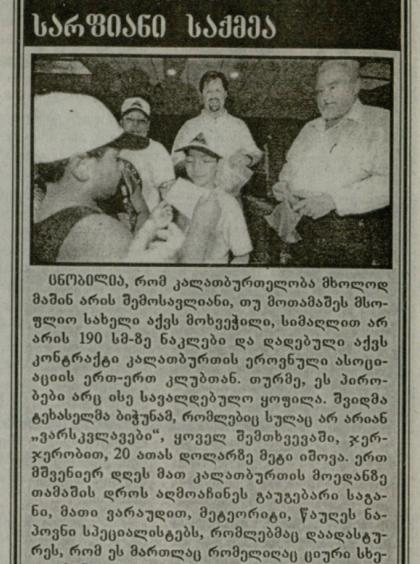 სარფიანი საქმეა
ცნობილია, რომ კალათბურთელობა მხოლოდ
მაშინ არის შემოსავლიანი, თუ მოთამაშეს მსო-
ფლიო სახელი აქვს მოხვეჭილი, სიმაღლით არ
არის 190 სმ-ზე ნაკლები და დადებული აქვს
კონტრაქტი კალათბურთის ეროვნული ასოცი-
აციის ერთ-ერთ კლუბთან. თურმე, ეს პირო-
ბები არც ისე სავალდებულო ყოფილა. შვიდმა
ტეხასელმა ბიჭუნამ, რომლებიც სულაც არ არიან
„ვარსკვლავები“, ყოველ შემთხვევაში, ჯერ-
ჯერობით, 20 ათას დოლარზე მეტი იშოვა. ერთ
მშვენიერ დღეს მათ კალათბურთის მოედანზე
თამაშის დროს აღმოაჩინეს გაუგებარი საგა-
ნი, მათი ვარაუდით, მეტეორიტი, წაუღეს ნა-
პოვნი სპეციალისტებს, რომლებმაც დაადასტუ-
რეს, რომ ეს მართლაც რომელიღაც ციური სხე-